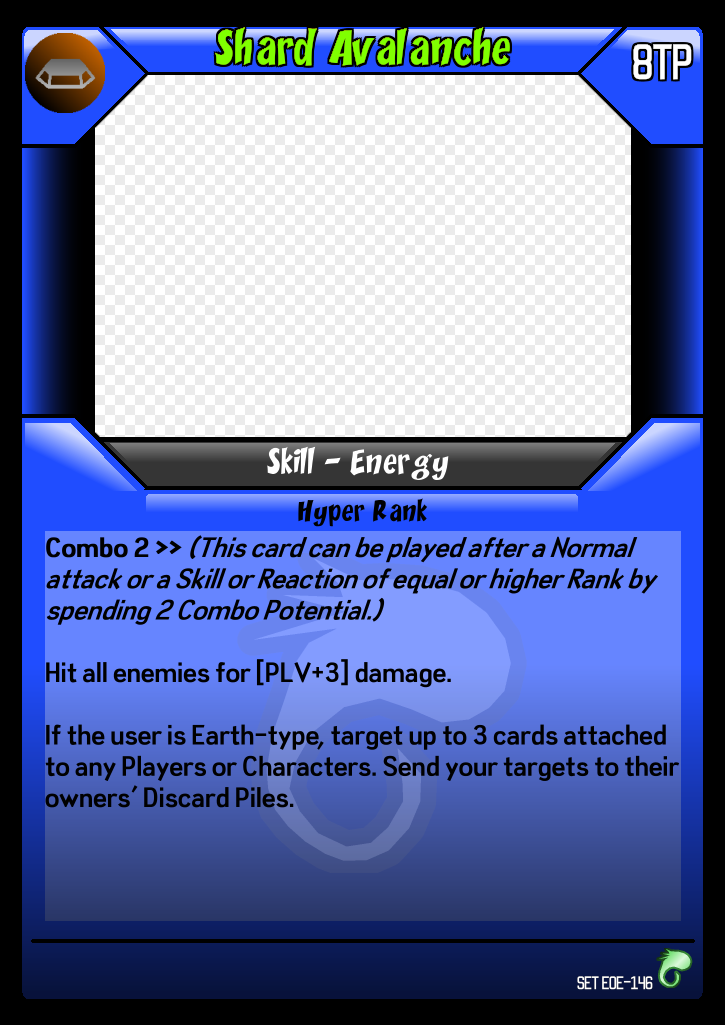 Shard Avalanche
8TP
Skill - Energy
Hyper Rank
Combo 2 >> (This card can be played after a Normal
attack or a Skill or Reaction of equal or higher Rank by
spending 2 Combo Potential.)
Hit all enemies for [PLV+3] damage.
If the user is Earth-type, target up to 3 cards attached
to any Players or Characters. Send your targets to their
owners' Discard Piles.
SET EOE-146